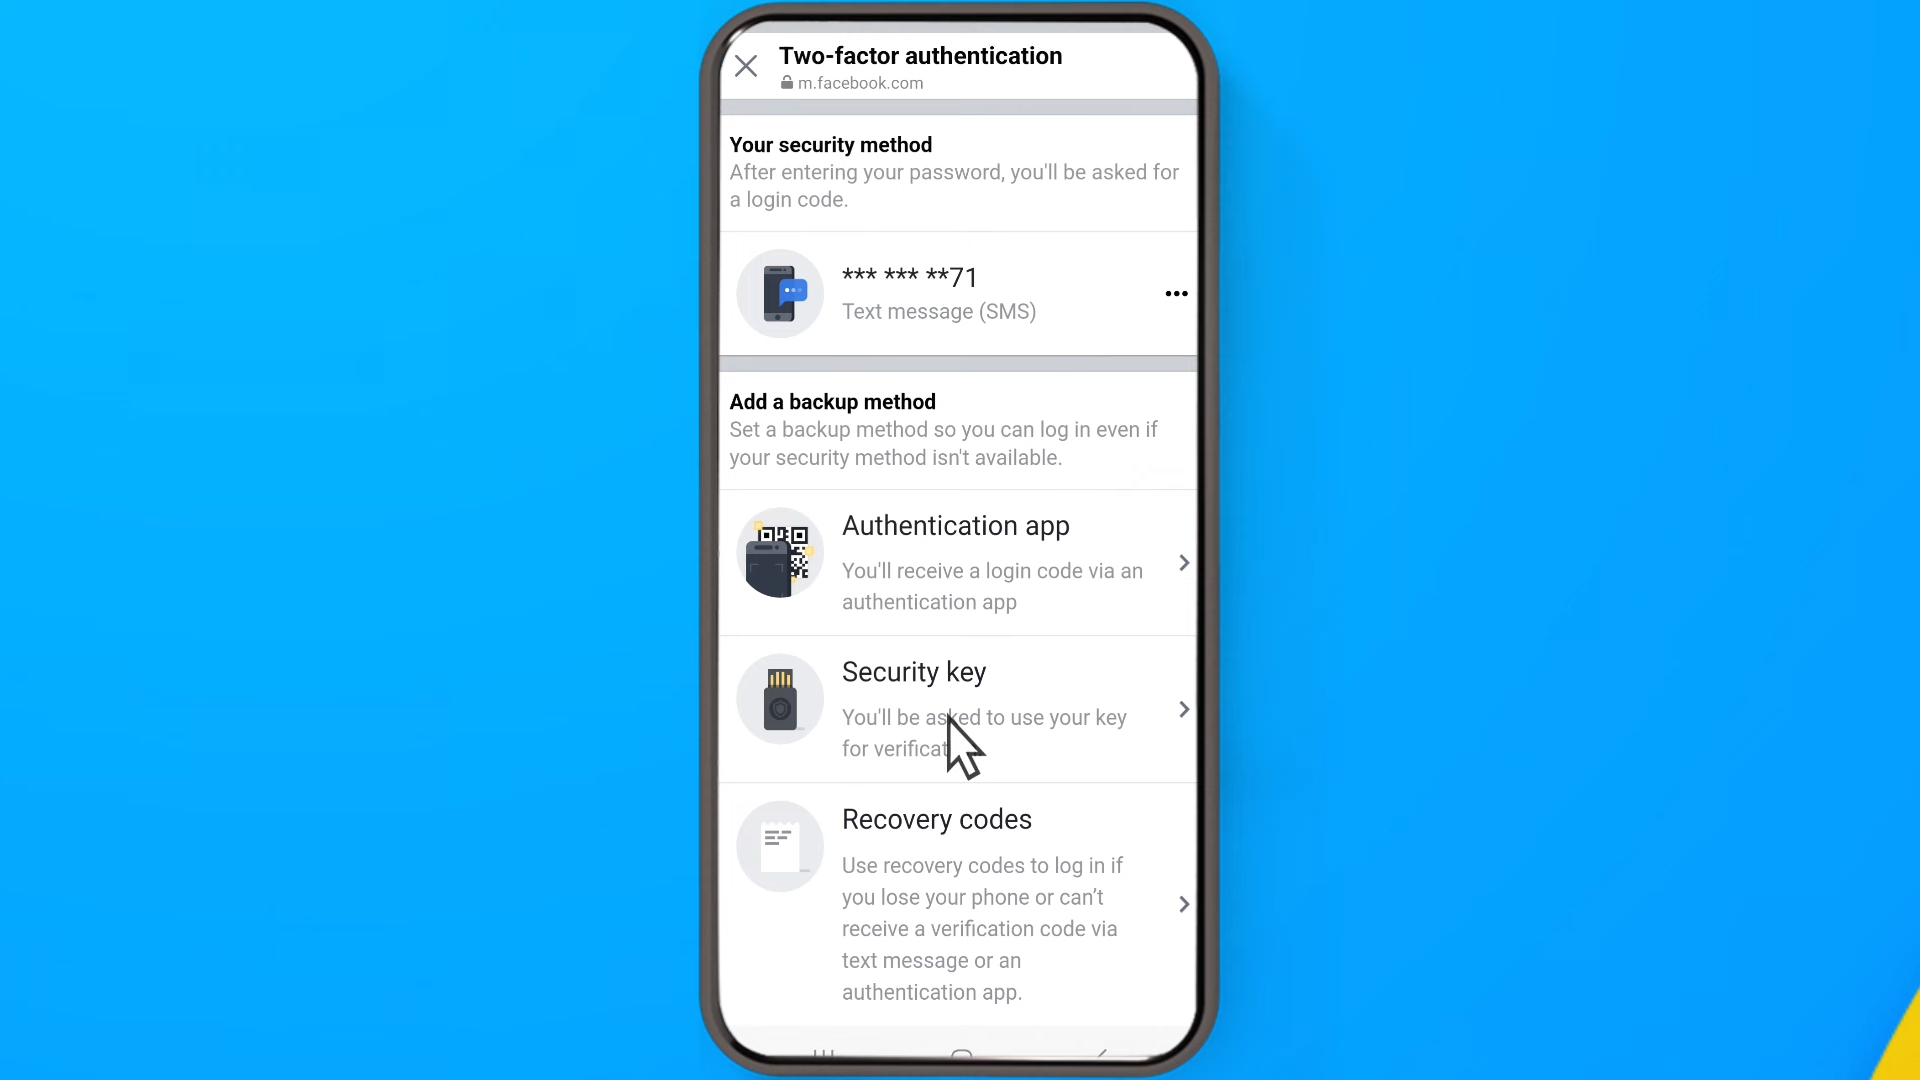 Two-factor authentication
m.facebook.com
Your security method
After entering your password, you'll be asked for
a login code.
*** *** **71
Text message (SMS)
Add a backup method
Set a backup method so you can log in even if
your security method isn't available.
Authentication app
You'll receive a login code via an
authentication app
Security key
You'll be asked to use your key
for verificat
Recovery codes
Use recovery codes to log in if
you lose your phone or can’t
receive a verification code via
text message or an
authentication app.